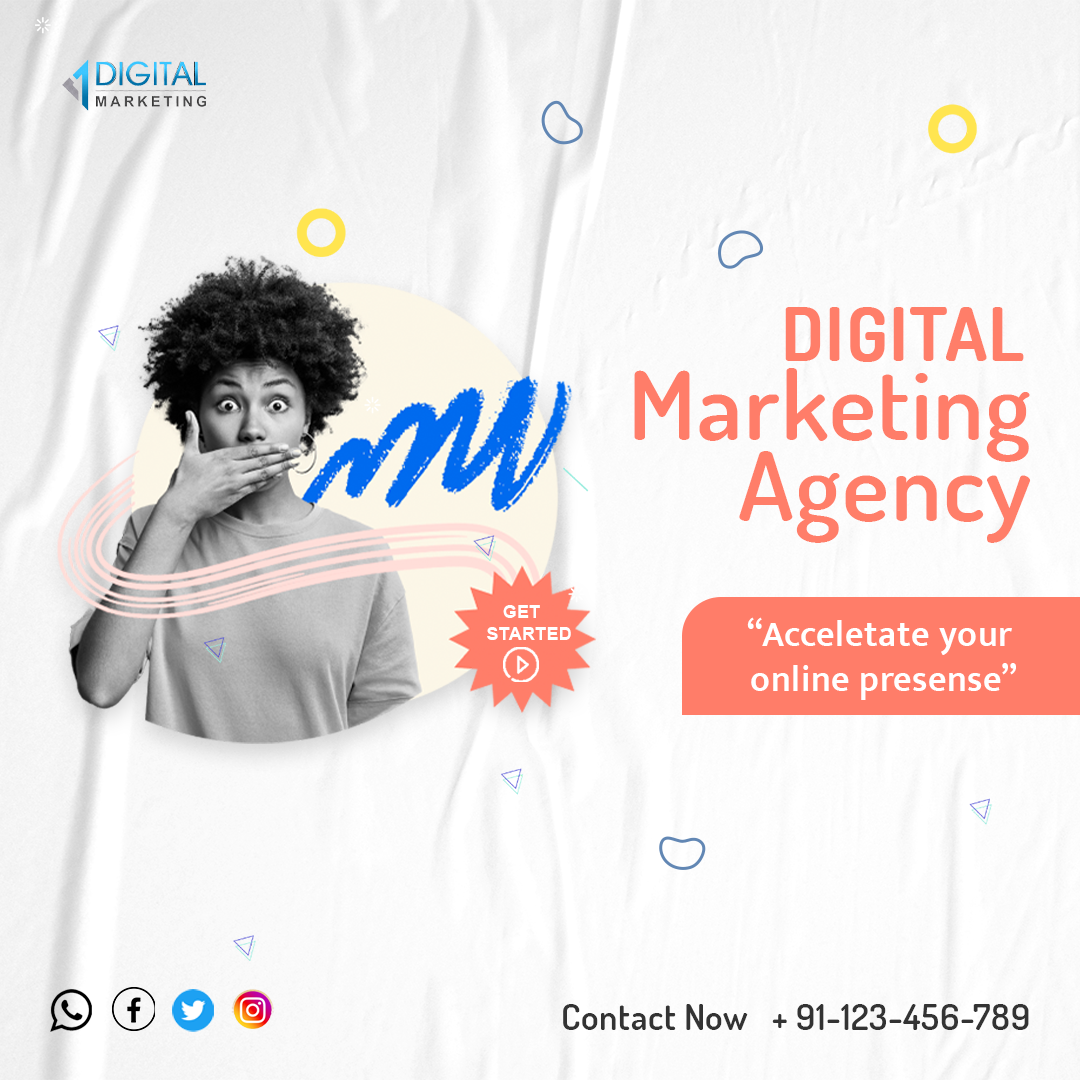 DIGITAL
MARKETING
DIGITAL
Marketing
Agency
GET
STARTED
“Acceletate your
online presense”
Contact Now + 91-123-456-789